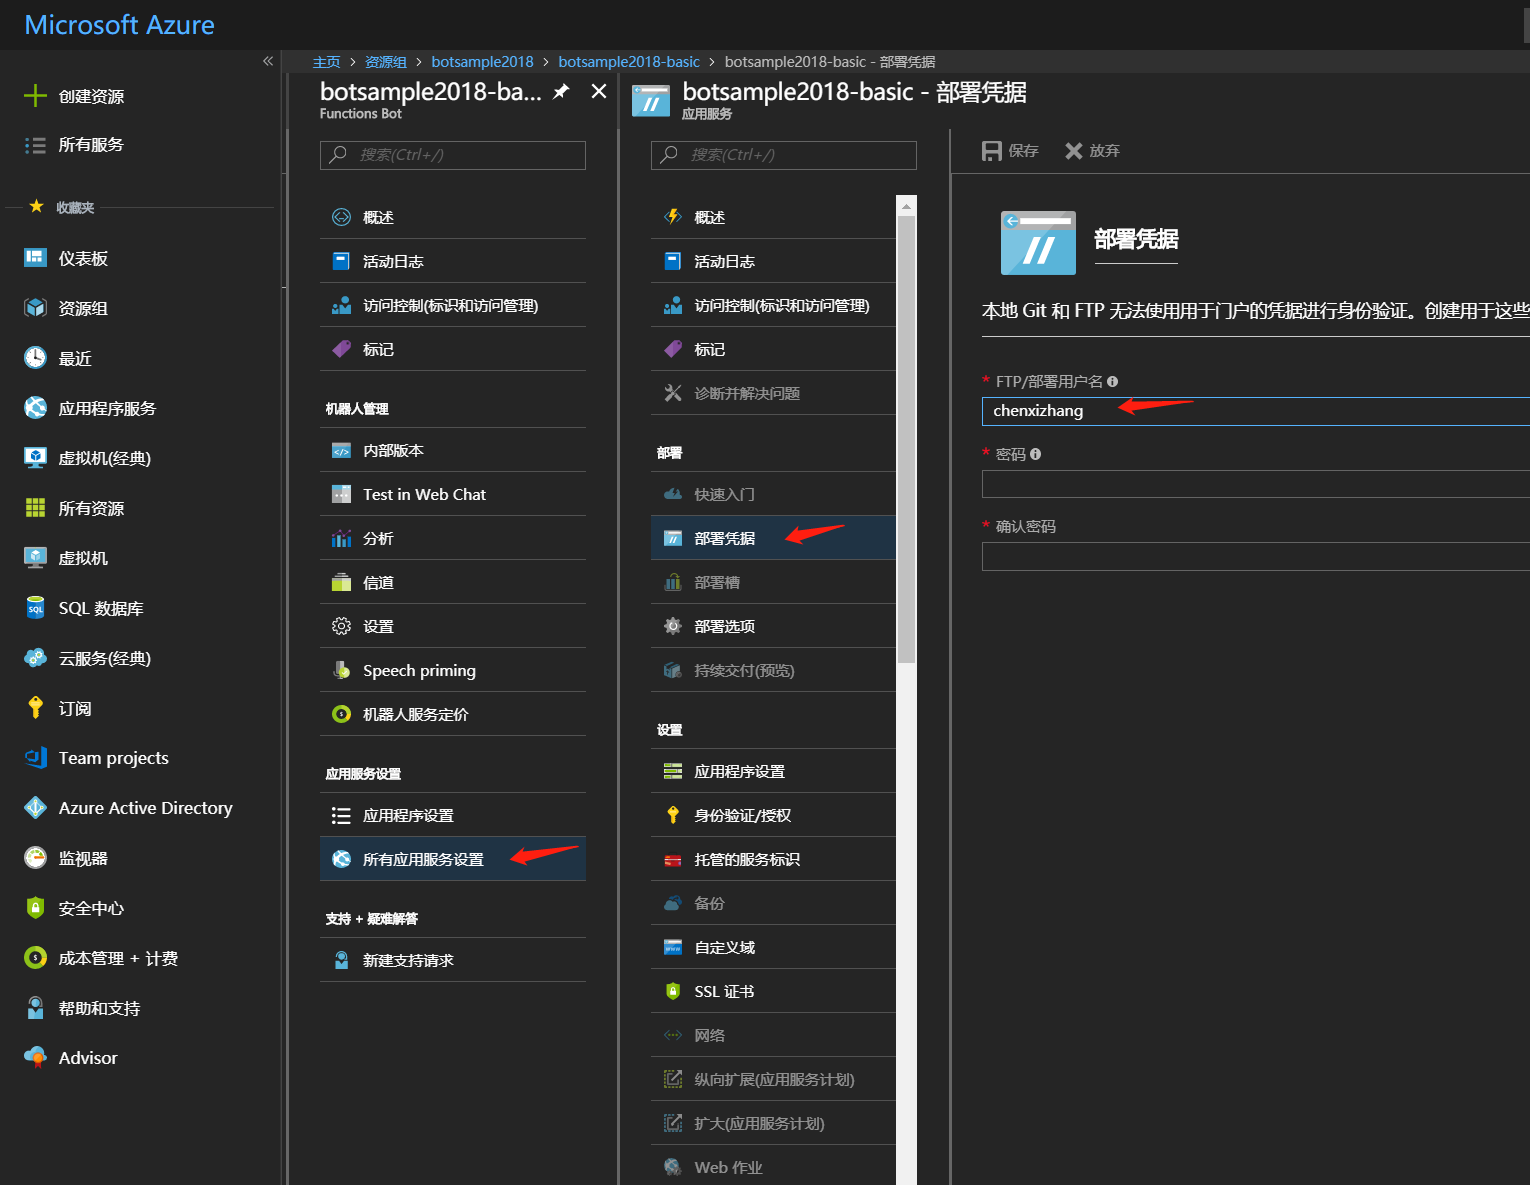 Microsoft Azure
«
主页 > 资源组 > botsample2018 > botsample2018-basic > botsample2018-basic - 部署凭据
创建资源
所有服务
收藏夹
仪表板
资源组
最近
应用程序服务
虚拟机(经典)
所有资源
虚拟机
SQL 数据库
云服务(经典)
订阅
Team projects
Azure Active Directory
监视器
安全中心
成本管理 + 计费
帮助和支持
Advisor
botsample2018-ba...
Functions Bot
搜索(Ctrl+/)
概述
活动日志
访问控制(标识和访问管理)
标记
机器人管理
内部版本
Test in Web Chat
分析
信道
设置
Speech priming
机器人服务定价
应用服务设置
应用程序设置
所有应用服务设置
支持 + 疑难解答
新建支持请求
botsample2018-basic - 部署凭据
应用服务
搜索(Ctrl+/)
概述
活动日志
访问控制(标识和访问管理)
标记
诊断并解决问题
部署
快速入门
部署凭据
部署槽
部署选项
持续交付(预览)
设置
应用程序设置
身份验证/授权
托管的服务标识
备份
自定义域
SSL 证书
网络
纵向扩展(应用服务计划)
扩大(应用服务计划)
Web 作业
保存 放弃
部署凭据
本地 Git 和 FTP 无法使用用于门户的凭据进行身份验证。创建用于这些
* FTP/部署用户名
chenxizhang
* 密码
* 确认密码